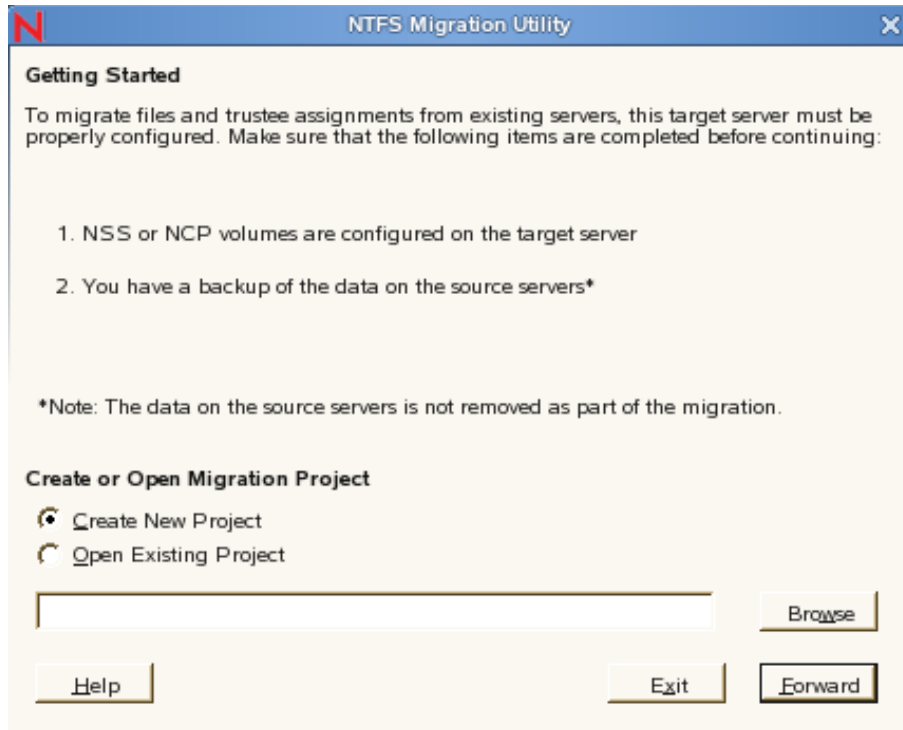 N
NTFS Migration Utility
Getting Started
To migrate files and trustee assignments from existing servers, this target server must be
properly configured. Make sure that the following items are completed before continuing:
1. NSS or NCP volumes are configured on the target server
2. You have a backup of the data on the source servers*
*Note: The data on the source servers is not removed as part of the migration.
Create or Open Migration Project
Create New Project
Open Existing Project
Browse
Help
Exit
Forward